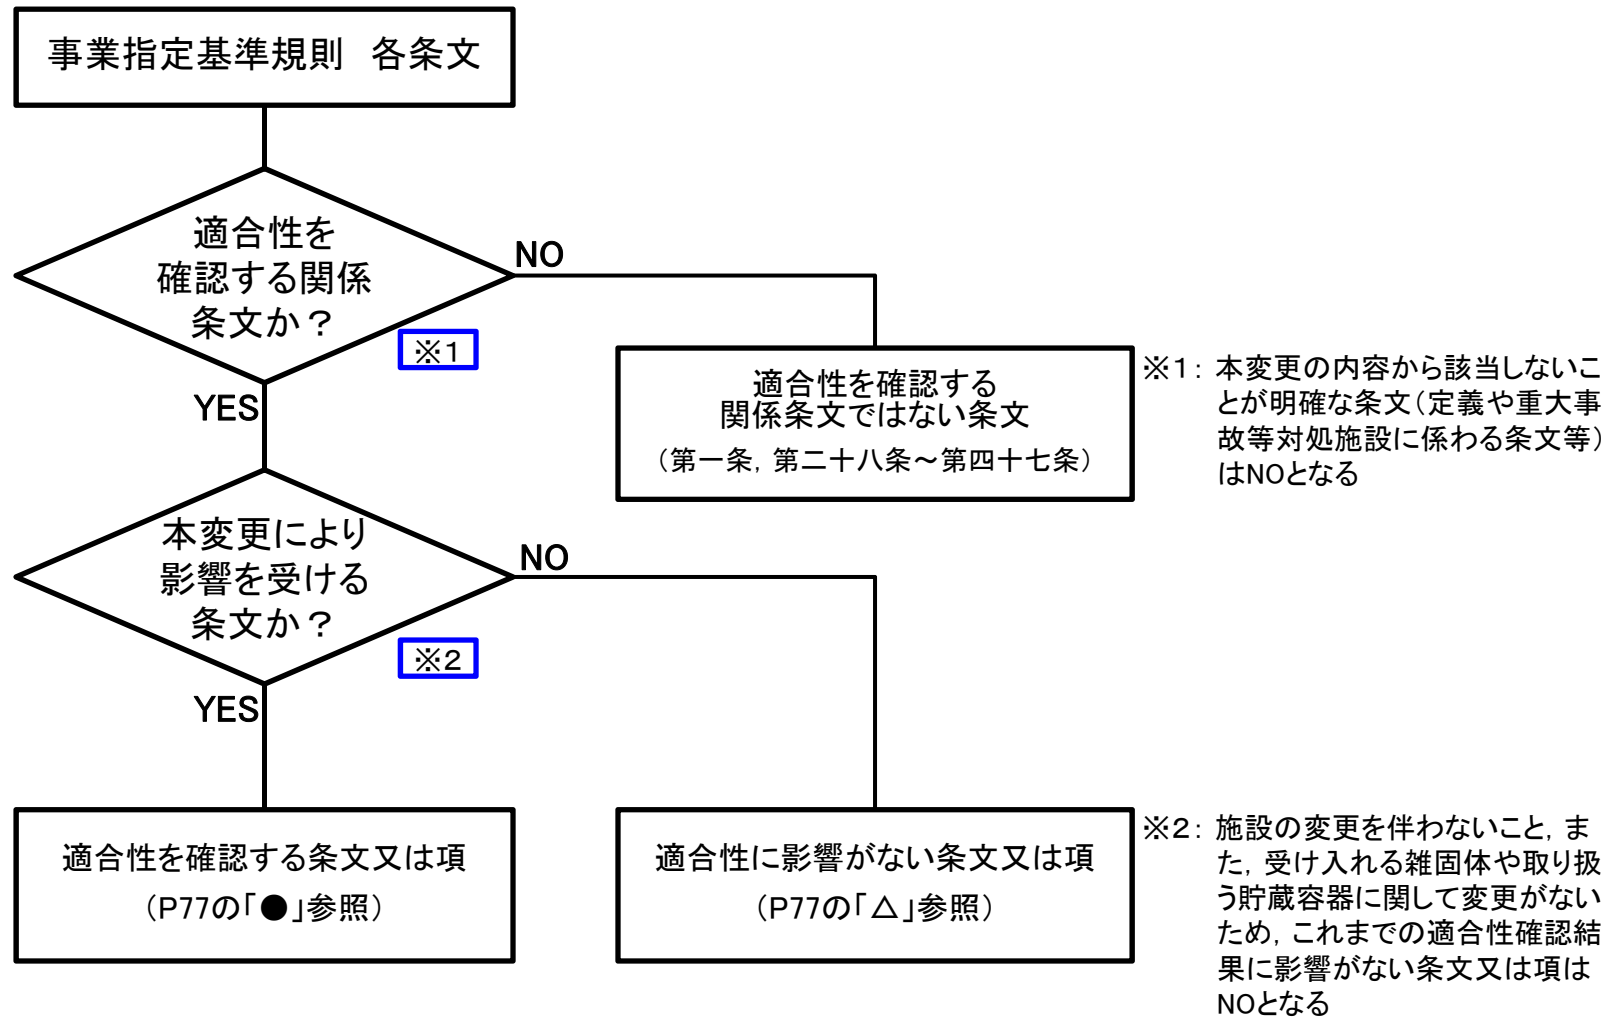 事業指定基準規則　各条文
適合性を
確認する関係
条文か？
NO
※1
YES
適合性を確認する
関係条文ではない条文
（第一条，第二十八条～第四十七条）
※1： 本変更の内容から該当しないこ
とが明確な条文（定義や重大事
故等対処施設に係わる条文等）
はNOとなる
本変更により
影響を受ける
条文か？
NO
※2
YES
適合性を確認する条文又は項
（P77の「●」参照）
適合性に影響がない条文又は項
（P77の「△」参照）
※2： 施設の変更を伴わないこと，ま
た，受け入れる雑固体や取り扱
う貯蔵容器に関して変更がない
ため，これまでの適合性確認結
果に影響がない条文又は項は
NOとなる